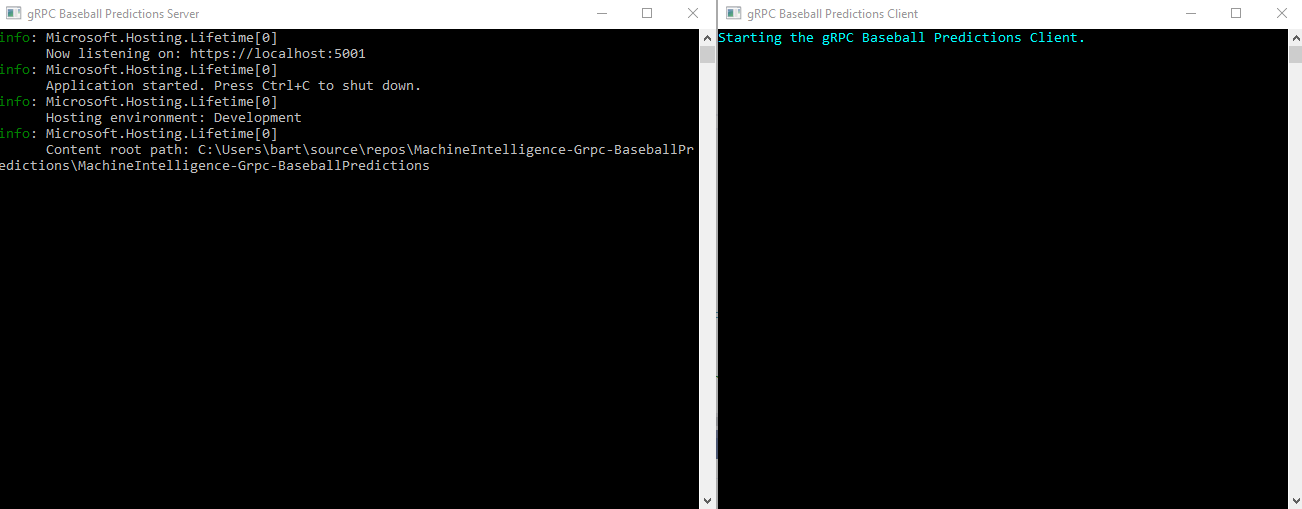 gRPC Baseball Predictions Server
info: Microsoft.Hosting.Lifetime[0]
Now listening on: https://localhost:5001
info: Microsoft.Hosting.Lifetime[0]
Application started. Press Ctrl+C to shut down.
info: Microsoft.Hosting.Lifetime[0]
Hosting environment: Development
info: Microsoft.Hosting.Lifetime[0]
Content root path: C:\Users\bart\source\repos\MachineIntelligence-Grpc-BaseballPr
edictions\MachineIntelligence-Grpc-BaseballPredictions
gRPC Baseball Predictions Client
Starting the gRPC Baseball Predictions Client.